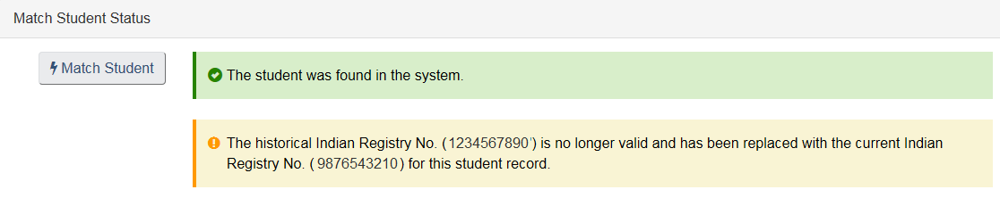 Match Student Status
Match Student
The student was found in the system.
The historical Indian Registry No. (1234567890') is no longer valid and has been replaced with the current Indian
Registry No. ( 9876543210 ) for this student record.